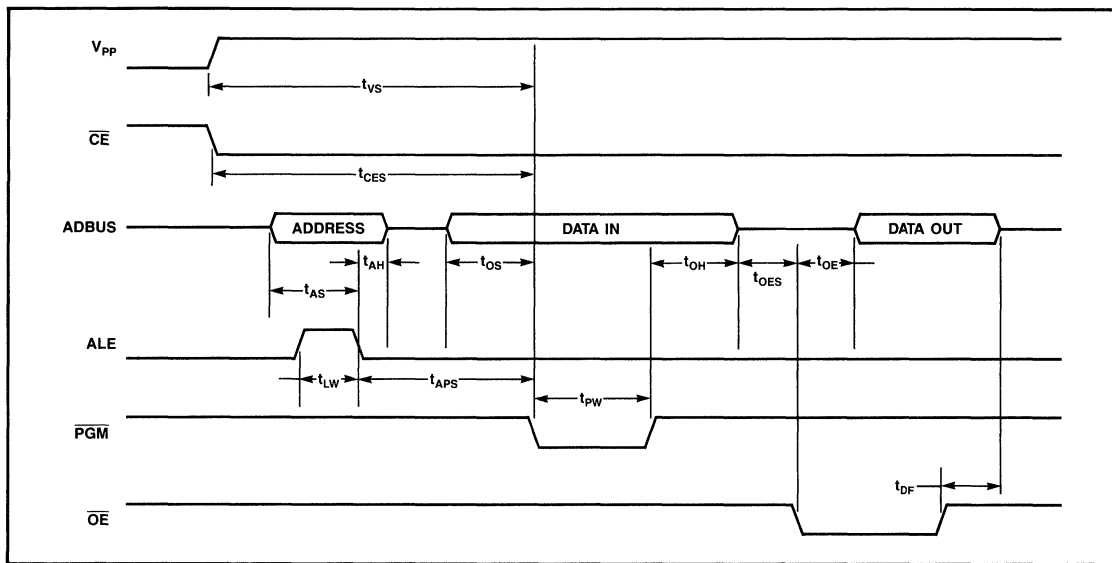 VPP
tVS
CE
tCES
ADBUS
ADDRESS
DATA IN
DATA OUT
tAH
tOS
tOH
tOES
tOE
tAS
ALE
tLW
tAPS
tPW
PGM
tDF
OE